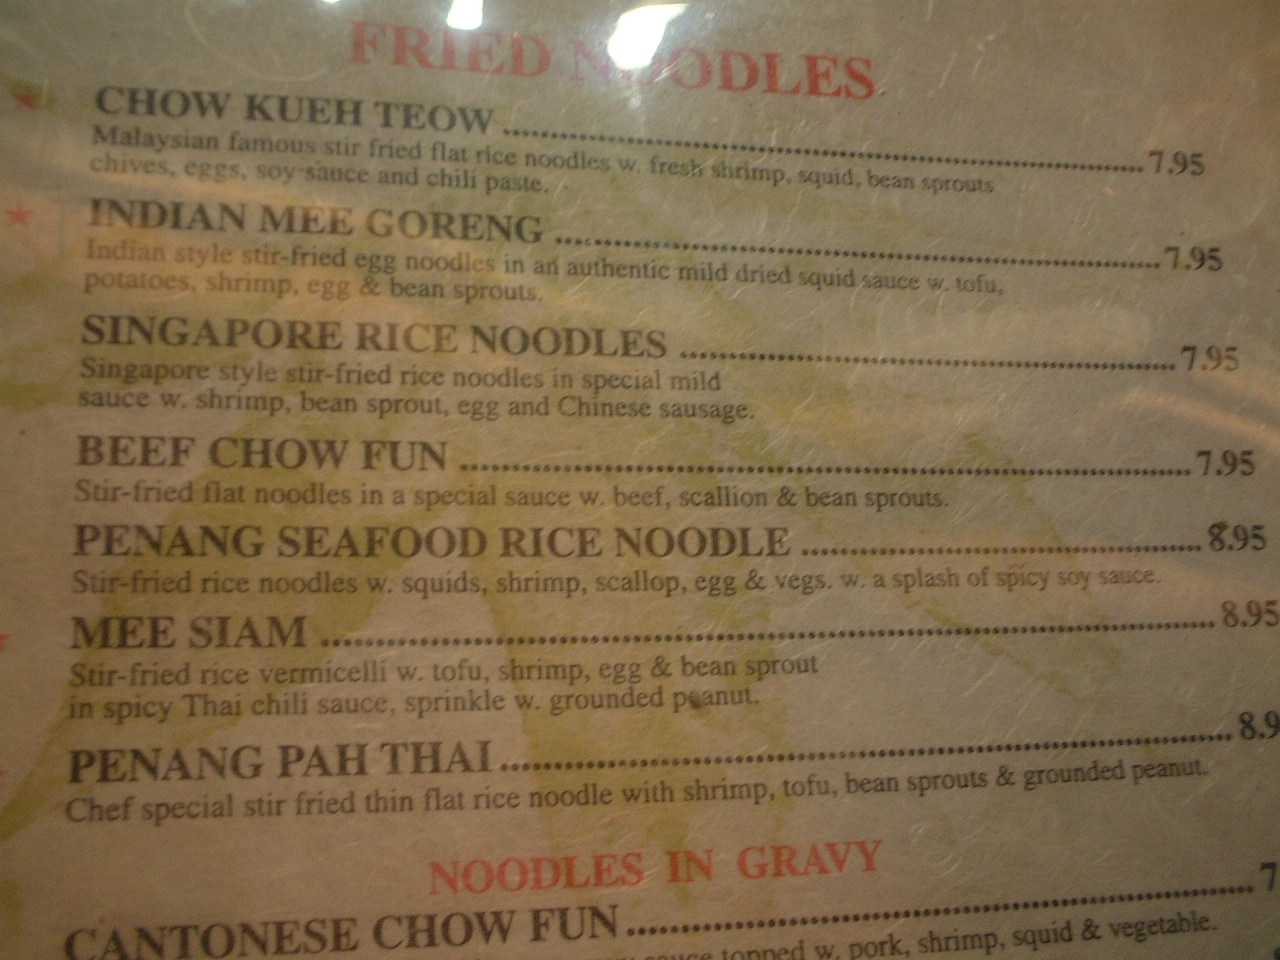 FRIED NOODLES
CHOW KUEH TEOW 7.95
Malaysian famous stir fried flat rice noodles w. fresh shrimp, squid, bean sprouts
chives, eggs, soy sauce and chili paste.
INDIAN MEE GORENG 7.95
Indian style stir-fried egg noodles in an authentic mild dried squid sauce w. tofu,
potatoes, shrimp, egg & bean sprouts.
SINGAPORE RICE NOODLES 7.95
Singapore style stir-fried rice noodles in special mild
sauce w. shrimp, bean sprout, egg and Chinese sausage.
BEEF CHOW FUN 7.95
Stir-fried flat noodles in a special sauce w. beef, scallion & bean sprouts.
PENANG SEAFOOD RICE NOODLE 8.95
Stir-fried rice noodles w. squids, shrimp, scallop, egg & vegs. w. a splash of spicy soy sauce.
MEE SIAM 8.95
Stir-fried rice vermicelli w. tofu, shrimp, egg & bean sprout
in spicy Thai chili sauce, sprinkle w. grounded peanut.
PENANG PAH THAI 8.9
Chef special stir fried thin flat rice noodle with shrimp, tofu, bean sprouts & grounded peanut.
NOODLES IN GRAVY
CANTONESE CHOW FUN 7
sauce topped w. pork, shrimp, squid & vegetable.